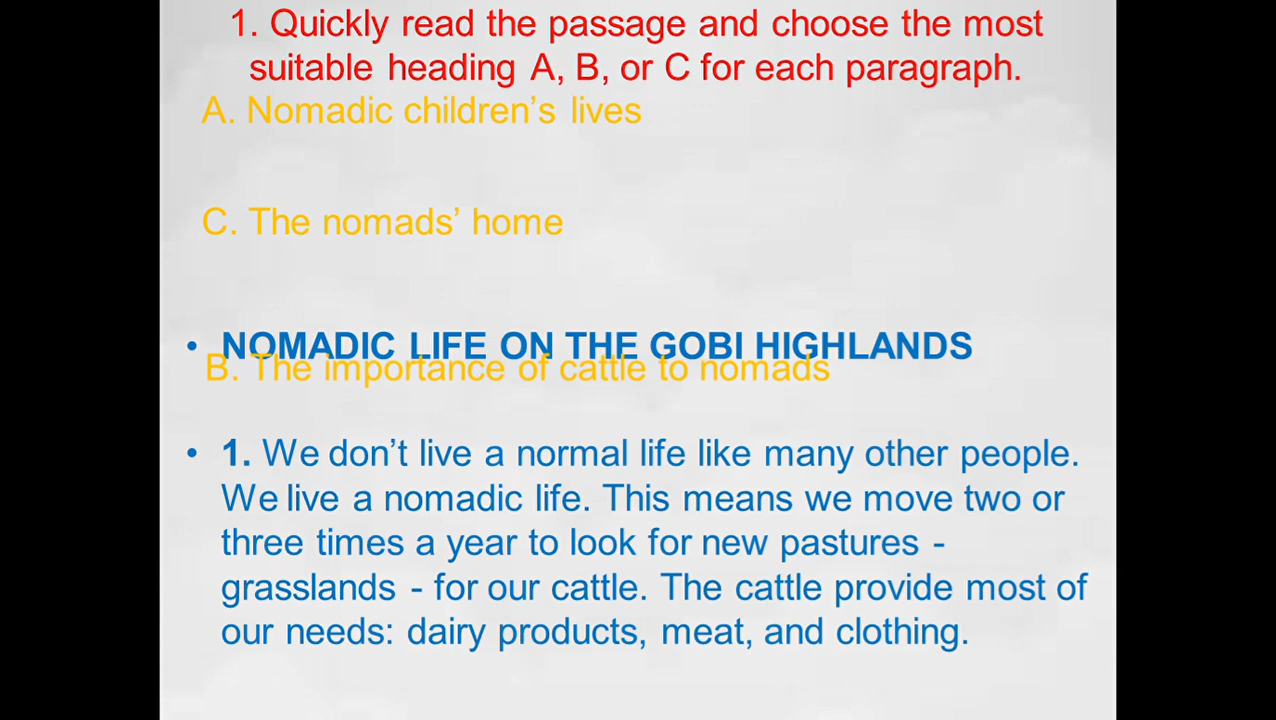 1. Quickly read the passage and choose the most
suitable heading A, B, or C for each paragraph.
A. Nomadic children’s lives
C. The nomads’ home
• NOMADIC LIFE ON THE GOBI HIGHLANDS
B. The importance of cattle to nomads
• 1. We don’t live a normal life like many other people.
We live a nomadic life. This means we move two or
three times a year to look for new pastures -
grasslands - for our cattle. The cattle provide most of
our needs: dairy products, meat, and clothing.